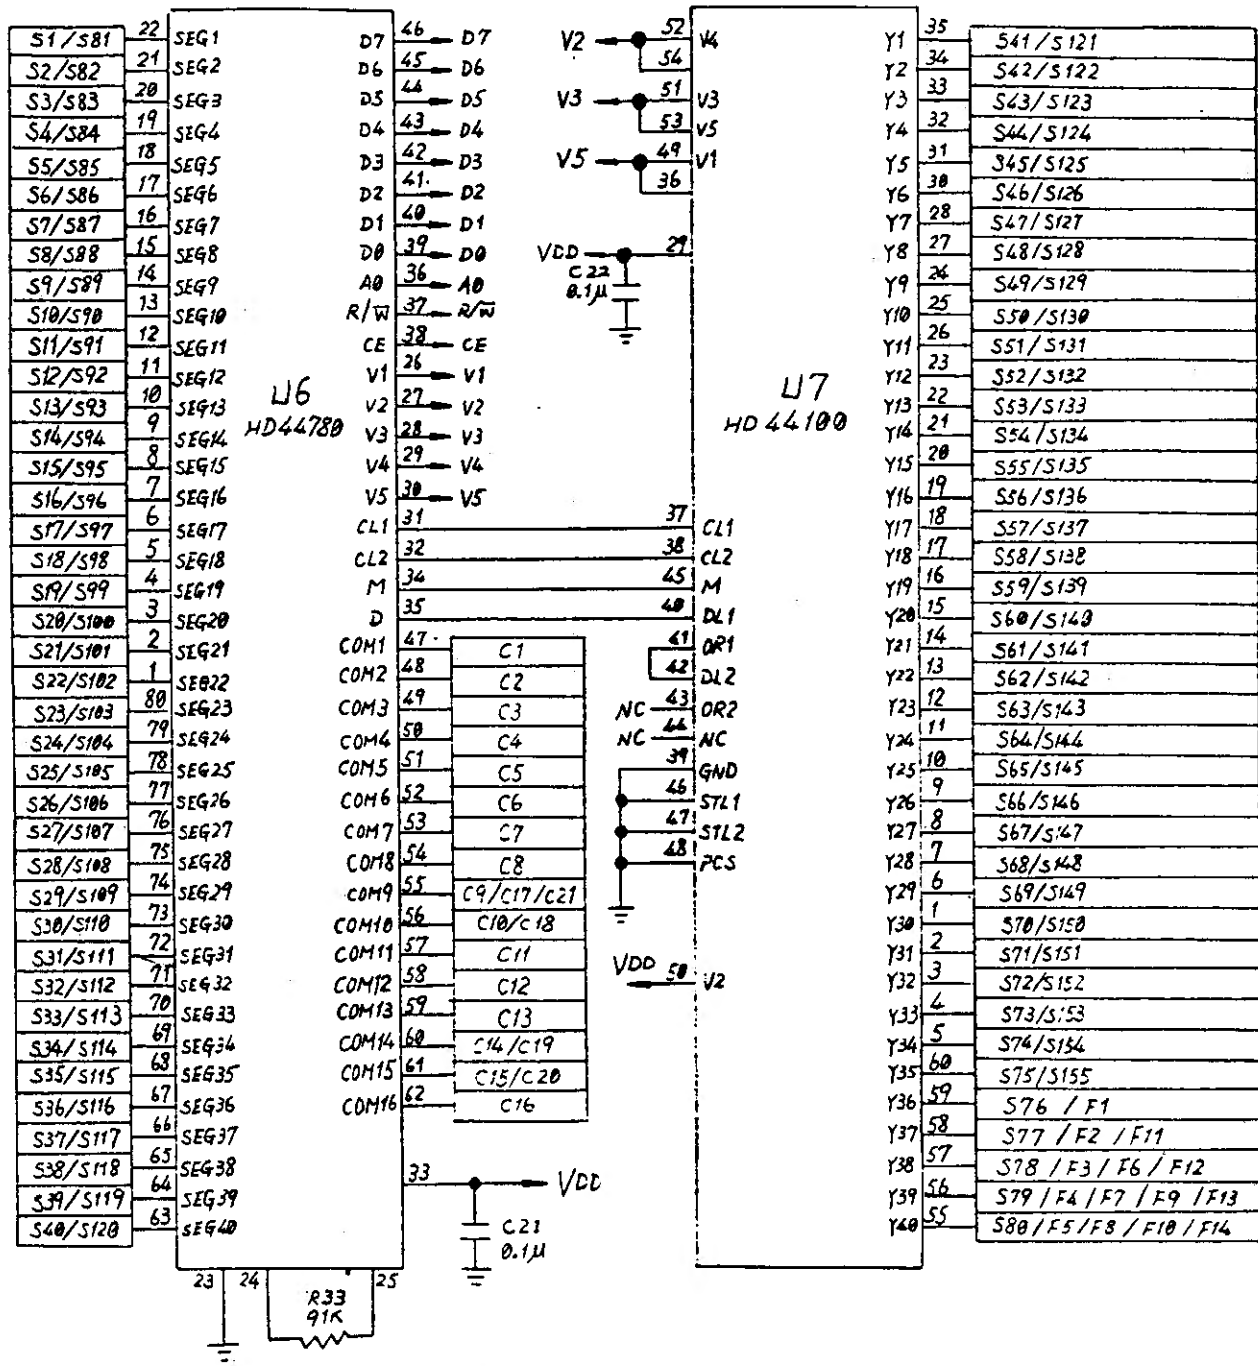 S1/S81 22 SEG1 D7 46 D7 V2 52 V4 Y1 35 S41/S121
S2/S82 21 SEG2 D6 45 D6 54 Y2 34 S42/S122
S3/S83 20 SEG3 D5 44 D5 V3 51 V3 Y3 33 S43/S123
S4/S84 19 SEG4 D4 43 D4 53 V5 Y4 32 S44/S124
S5/S85 18 SEG5 D3 42 D3 V5 49 V1 Y5 31 S45/S125
S6/S86 17 SEG6 D2 41 D2 36 Y6 30 S46/S126
S7/S87 16 SEG7 D1 40 D1 Y7 28 S47/S127
S8/S88 15 SEG8 D0 39 D0 VDD 29 Y8 27 S48/S128
S9/S89 14 SEG9 A0 36 A0 C22 0.1µ Y9 24 S49/S129
S10/S90 13 SEG10 R/W 37 R/W Y10 25 S50/S130
S11/S91 12 SEG11 CE 38 CE Y11 26 S51/S131
S12/S92 11 SEG12 V1 26 V1 Y12 23 S52/S132
U6 U7
S13/S93 10 SEG13 V2 27 V2 Y13 22 S53/S133
HD44780 HD44100
S14/S94 9 SEG14 V3 28 V3 Y14 21 S54/S134
S15/S95 8 SEG15 V4 29 V4 Y15 20 S55/S135
S16/S96 7 SEG16 V5 30 V5 Y16 19 S56/S136
S17/S97 6 SEG17 CL1 31 37 CL1 Y17 18 S57/S137
S18/S98 5 SEG18 CL2 32 38 CL2 Y18 17 S58/S138
S19/S99 4 SEG19 M 34 45 M Y19 16 S59/S139
S20/S100 3 SEG20 D 35 40 DL1 Y20 15 S60/S140
S21/S101 2 SEG21 COM1 47 C1 41 DR1 Y21 14 S61/S141
S22/S102 1 SEG22 COM2 48 C2 42 DL2 Y22 13 S62/S142
S23/S103 80 SEG23 COM3 49 C3 NC 43 DR2 Y23 12 S63/S143
S24/S104 79 SEG24 COM4 50 C4 NC 44 NC Y24 11 S64/S144
S25/S105 78 SEG25 COM5 51 C5 39 GND Y25 10 S65/S145
S26/S106 77 SEG26 COM6 52 C6 46 STL1 Y26 9 S66/S146
S27/S107 76 SEG27 COM7 53 C7 47 STL2 Y27 8 S67/S147
S28/S108 75 SEG28 COM8 54 C8 48 PCS Y28 7 S68/S148
S29/S109 74 SEG29 COM9 55 C9/C17/C21 Y29 6 S69/S149
S30/S110 73 SEG30 COM10 56 C10/C18 Y30 1 S70/S150
S31/S111 72 SEG31 COM11 57 C11 Y31 2 S71/S151
S32/S112 71 SEG32 COM12 58 C12 VDD 50 V2 Y32 3 S72/S152
S33/S113 70 SEG33 COM13 59 C13 Y33 4 S73/S153
S34/S114 69 SEG34 COM14 60 C14/C19 Y34 5 S74/S154
S35/S115 68 SEG35 COM15 61 C15/C20 Y35 60 S75/S155
S36/S116 67 SEG36 COM16 62 C16 Y36 59 S76 / F1
S37/S117 66 SEG37 Y37 58 S77 / F2 / F11
S38/S118 65 SEG38 33 VDD Y38 57 S78 / F3 / F6 / F12
S39/S119 64 SEG39 Y39 56 S79 / F4 / F7 / F9 / F13
S40/S120 63 SEG40 C21 0.1µ Y40 55 S80 / F5 / F8 / F10 / F14
23 24 25
R33
91K